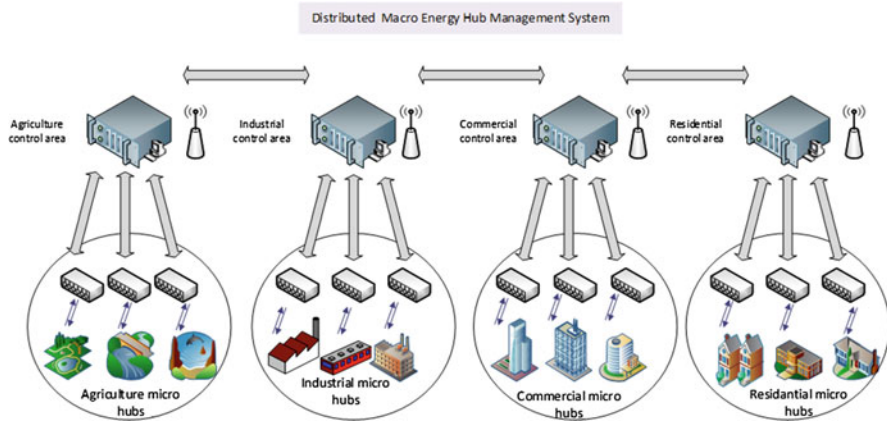 Distributed Macro Energy Hub Management System
Agriculture
control area
Industrial
control area
Commercial
control area
Residential
control area
Agriculture micro
hubs
Industrial micro
hubs
Commercial micro
hubs
Residantial micro
hubs